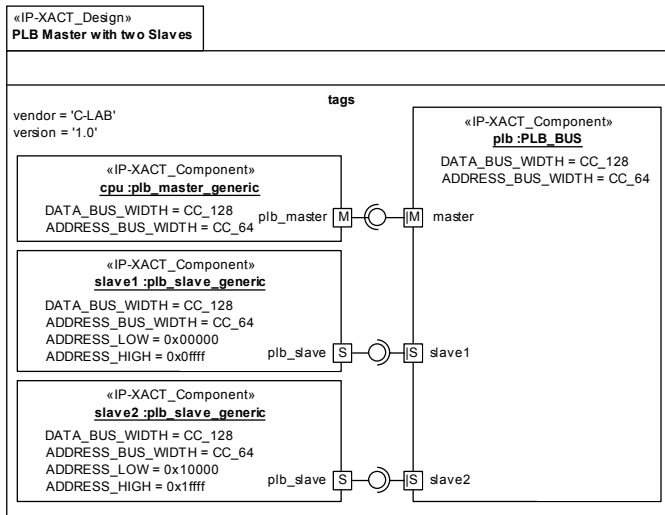 «IP-XACT_Design»
PLB Master with two Slaves
tags
vendor = 'C-LAB'
version = '1.0'
«IP-XACT_Component»
cpu :plb_master_generic
DATA_BUS_WIDTH = CC_128
ADDRESS_BUS_WIDTH = CC_64
plb_master
M
«IP-XACT_Component»
slave1 :plb_slave_generic
DATA_BUS_WIDTH = CC_128
ADDRESS_BUS_WIDTH = CC_64
ADDRESS_LOW = 0x00000
ADDRESS_HIGH = 0x0ffff
plb_slave
S
«IP-XACT_Component»
slave2 :plb_slave_generic
DATA_BUS_WIDTH = CC_128
ADDRESS_BUS_WIDTH = CC_64
ADDRESS_LOW = 0x10000
ADDRESS_HIGH = 0x1ffff
plb_slave
S
«IP-XACT_Component»
plb :PLB_BUS
DATA_BUS_WIDTH = CC_128
ADDRESS_BUS_WIDTH = CC_64
|M master
|S slave1
|S slave2